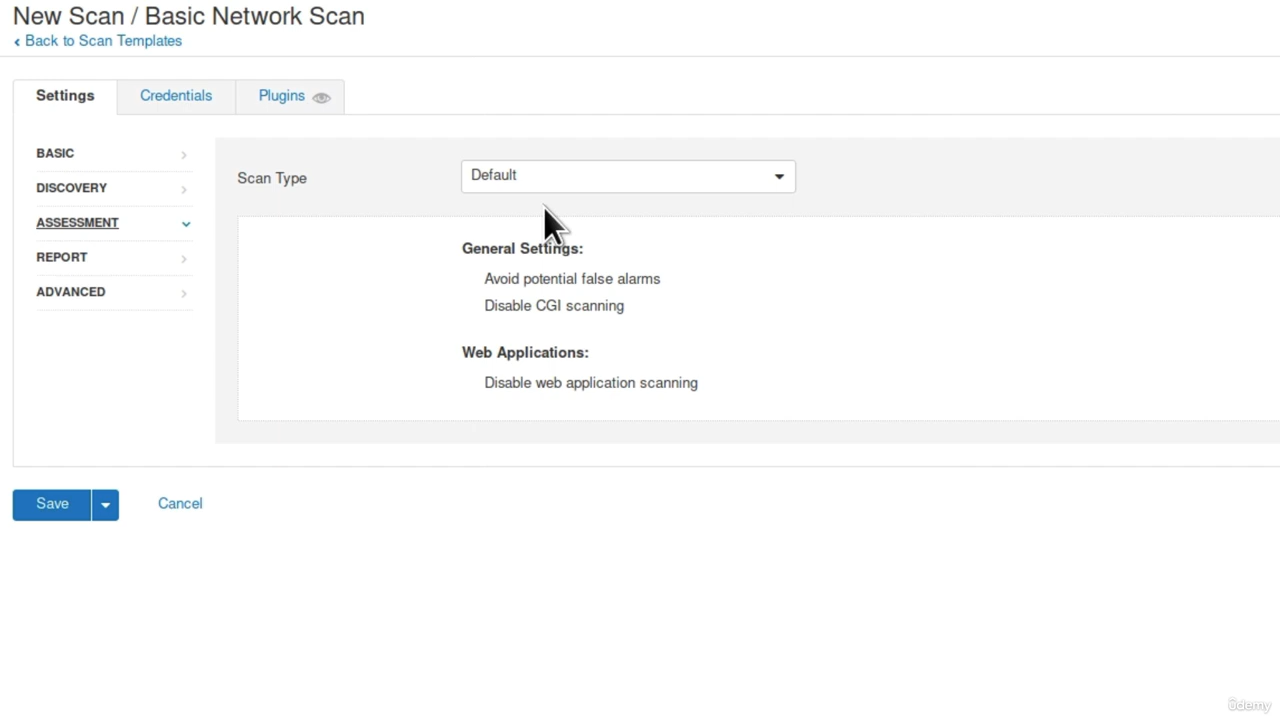 New Scan / Basic Network Scan
‹ Back to Scan Templates
Settings
Credentials
Plugins
BASIC
DISCOVERY
ASSESSMENT
REPORT
ADVANCED
Scan Type
Default
General Settings:
Avoid potential false alarms
Disable CGI scanning
Web Applications:
Disable web application scanning
Save
Cancel
ûdemy